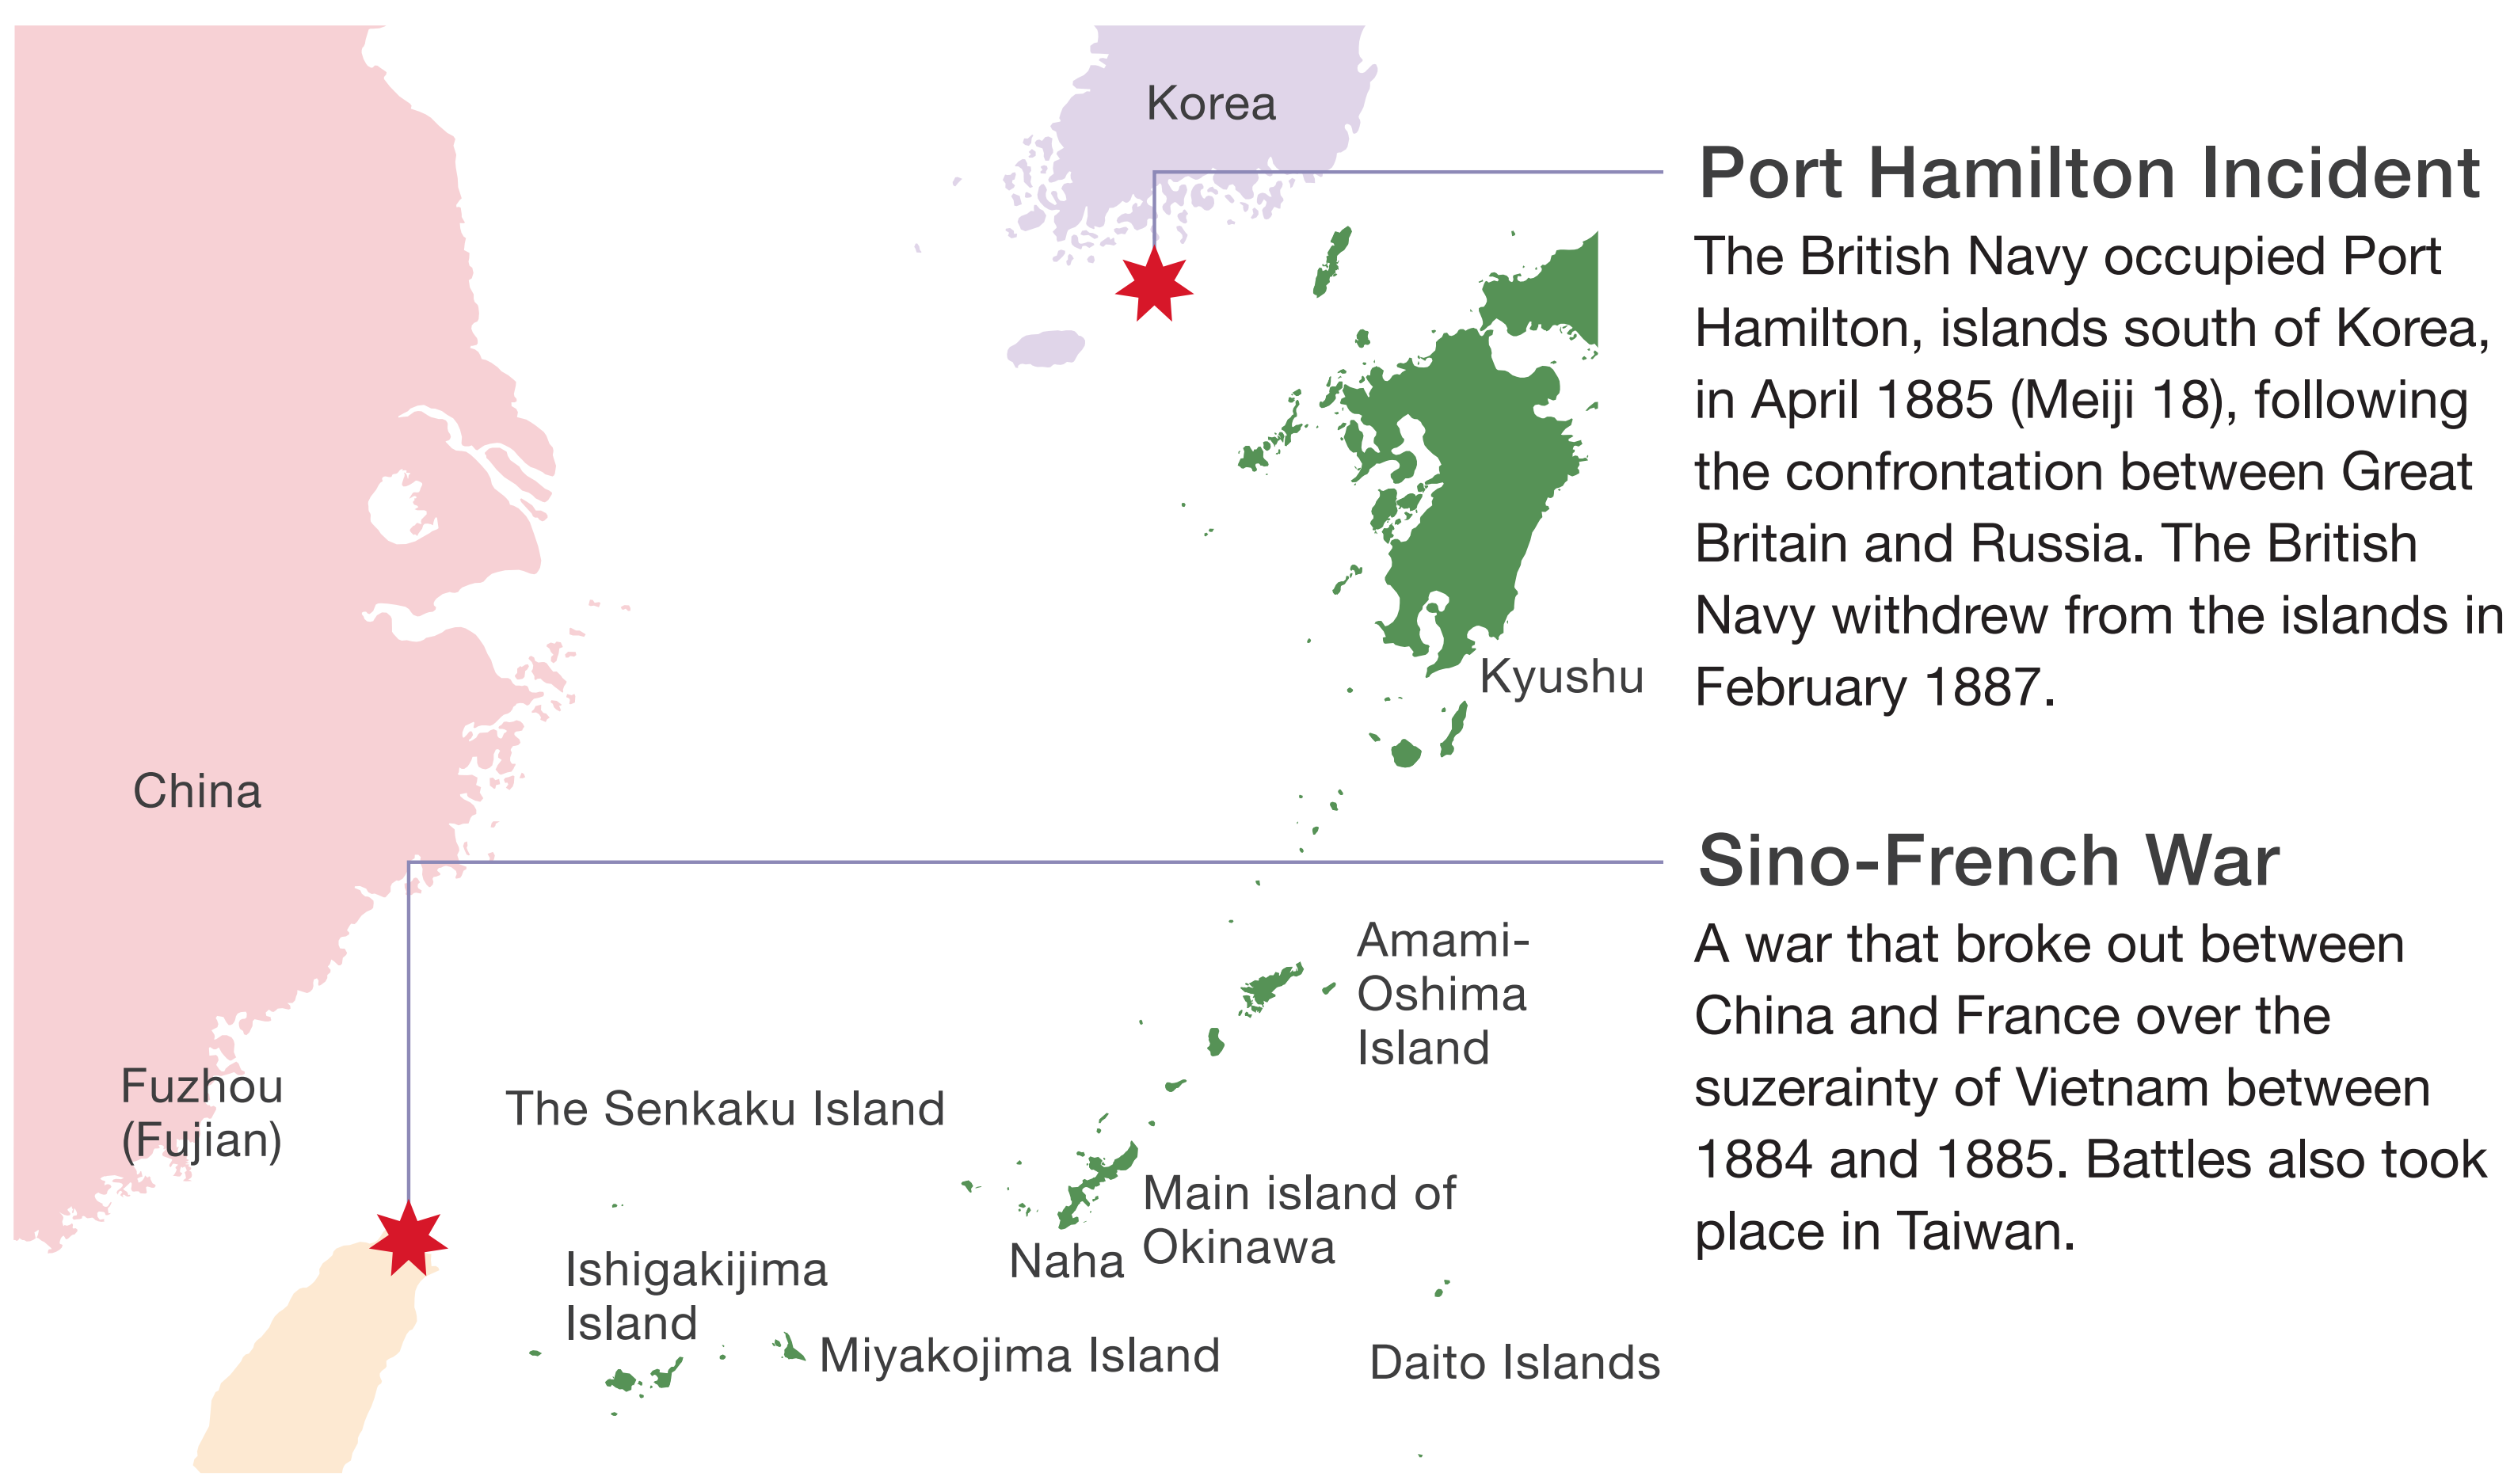 Korea
Port Hamilton Incident
The British Navy occupied Port
Hamilton, islands south of Korea,
in April 1885 (Meiji 18), following
the confrontation between Great
Britain and Russia. The British
Navy withdrew from the islands in
February 1887.
Kyushu
China
Sino-French War
A war that broke out between
China and France over the
suzerainty of Vietnam between
1884 and 1885. Battles also took
place in Taiwan.
Amami-
Oshima
Island
Fuzhou
(Fujian)
The Senkaku Island
Main island of
Okinawa
Naha
Ishigakijima
Island
Miyakojima Island
Daito Islands